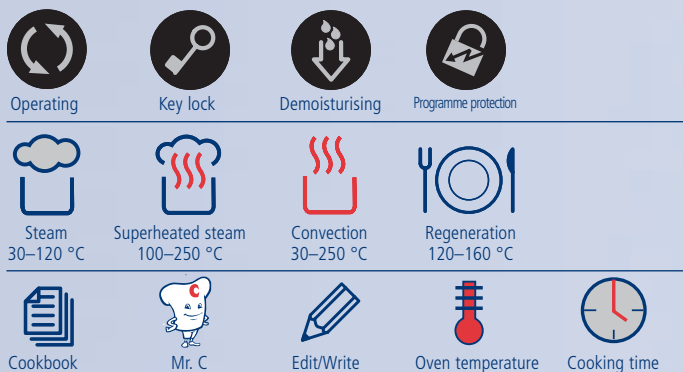 Operating Key lock Demoisturising Programme protection
Steam Superheated steam Convection Regeneration
30–120 °C 100–250 °C 30–250 °C 120–160 °C
C
Cookbook Mr. C Edit/Write Oven temperature Cooking time